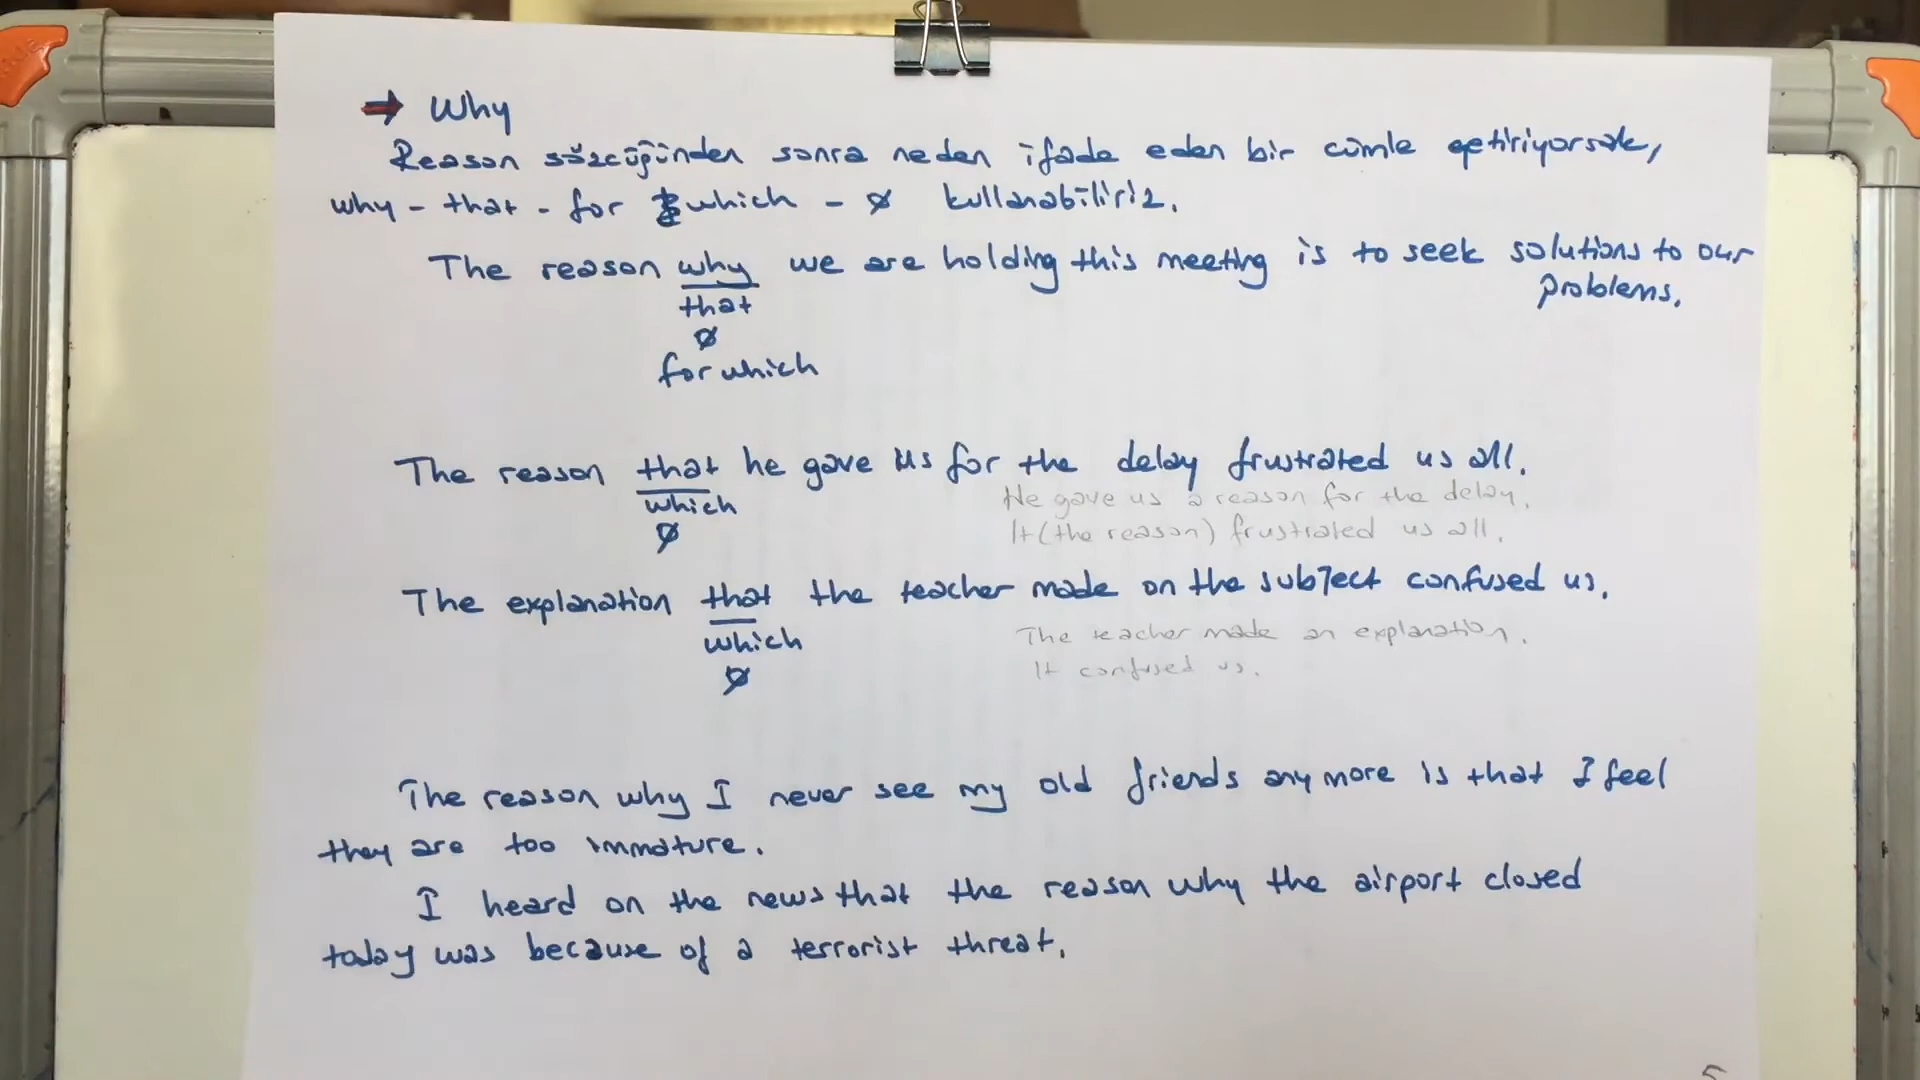 → Why
Reason sözcüğünden sonra neden ifade eden bir cümle getiriyorsak,
why - that - for which - Ø kullanabiliriz.
The reason why we are holding this meeting is to seek solutions to our
problems.
that
Ø
for which
The reason that he gave us for the delay frustrated us all.
which
He gave us a reason for the delay.
Ø
It (the reason) frustrated us all.
The explanation that the teacher made on the subject confused us.
which
The teacher made an explanation.
Ø
It confused us.
The reason why I never see my old friends any more is that I feel
they are too immature.
I heard on the news that the reason why the airport closed
today was because of a terrorist threat.
5